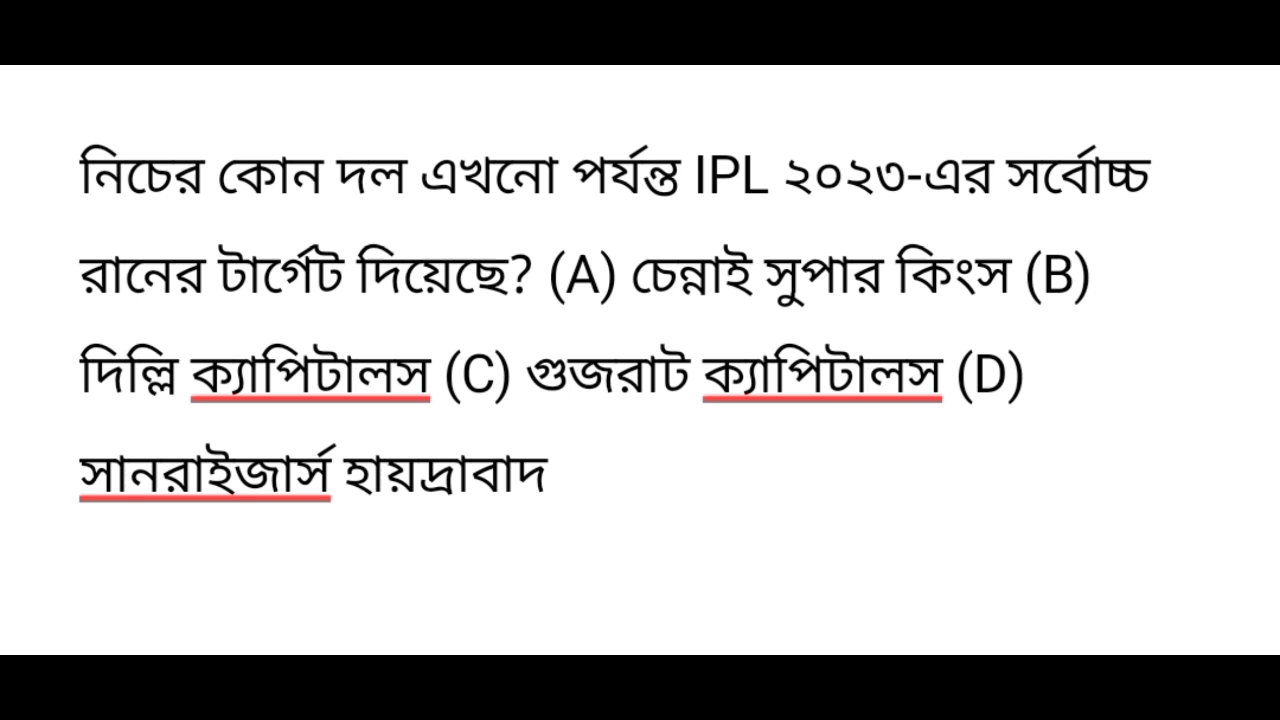 নিচের কোন দল এখনো পর্যন্ত IPL ২০২৩-এর সর্বোচ্চ
রানের টার্গেট দিয়েছে? (A) চেন্নাই সুপার কিংস (B)
দিল্লি ক্যাপিটালস (C) গুজরাট ক্যাপিটালস (D)
সানরাইজার্স হায়দ্রাবাদ